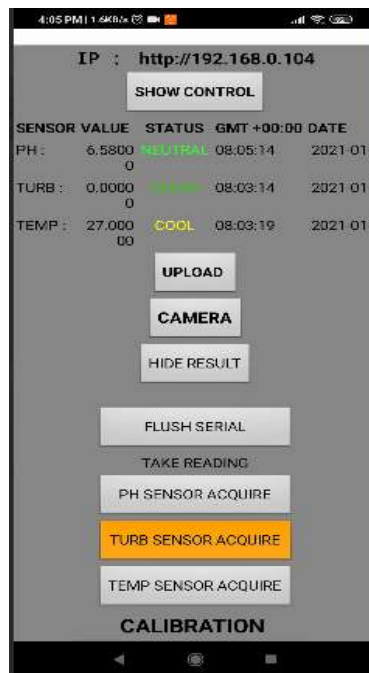 4:05 PM | 1.6KB/s
IP : http://192.168.0.104
SHOW CONTROL
SENSOR VALUE STATUS GMT +00:00 DATE
PH : 6.5800 NEUTRAL 08:05:14 2021-01
0
TURB : 0.0000 08:03:14 2021-01
0
TEMP : 27.000 COOL 08:03:19 2021-01
00
UPLOAD
CAMERA
HIDE RESULT
FLUSH SERIAL
TAKE READING
PH SENSOR ACQUIRE
TURB SENSOR ACQUIRE
TEMP SENSOR ACQUIRE
CALIBRATION